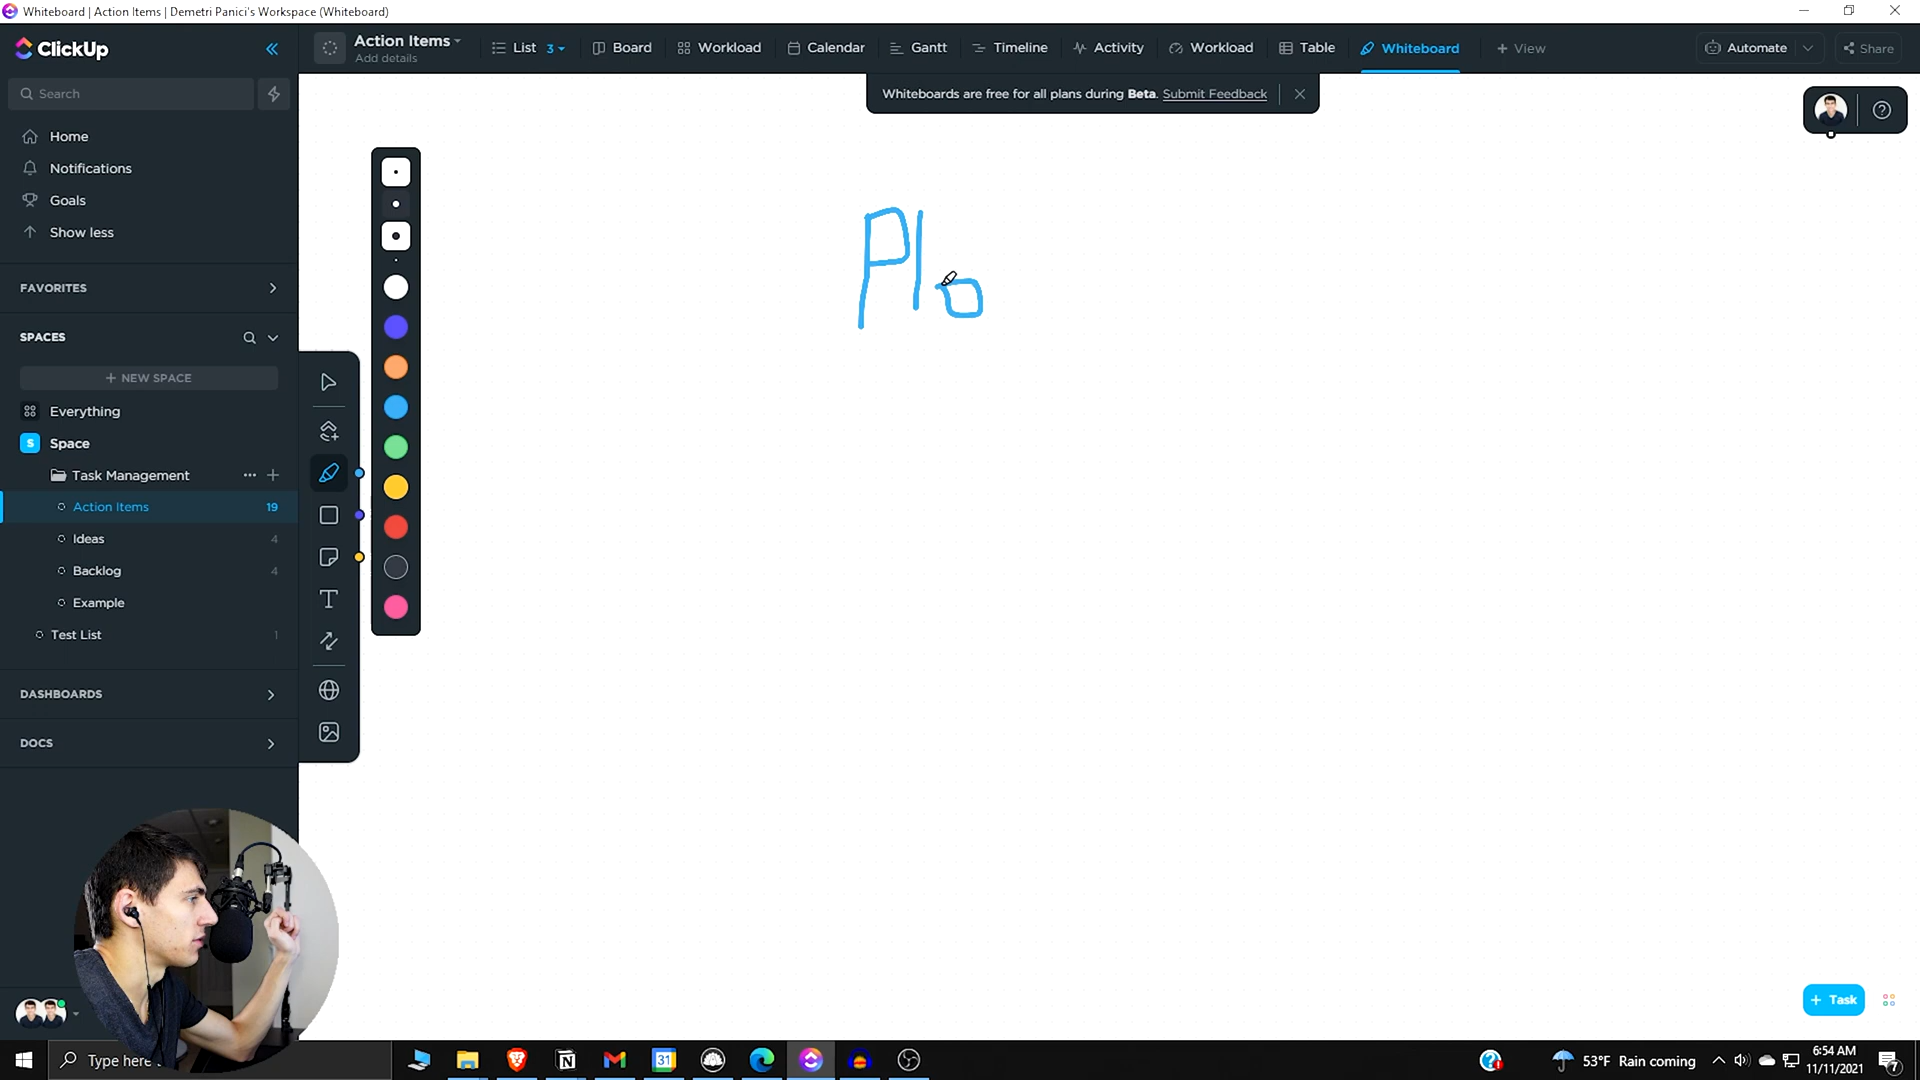 Whiteboard | Action Items | Demetri Panici's Workspace (Whiteboard)
ClickUp
Action Items
Add details
List 3
Board
Workload
Calendar
Gantt
Timeline
Activity
Workload
Table
Whiteboard
+ View
Automate
Share
Search
Whiteboards are free for all plans during Beta. Submit Feedback
Home
Notifications
Goals
Show less
FAVORITES
SPACES
+ NEW SPACE
Everything
S Space
Task Management
Action Items 19
Ideas 4
Backlog 4
Example
Test List 1
DASHBOARDS
DOCS
Plo
T
+ Task
Type here
31
53°F Rain coming
6:54 AM
11/11/2021
7